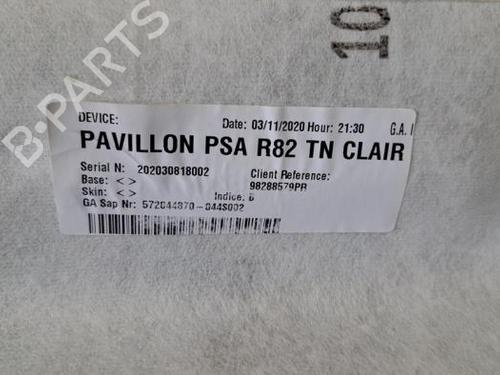 10
DEVICE:
Date: 03/11/2020 Hour: 21:30 G.A.
PAVILLON PSA R82 TN CLAIR
Serial N: 202030818002
Client Reference:
98288579PR
Base: < >
Skin: < >
Indice: B
GA Sap Nr: 572044870-044S002
B-PARTS